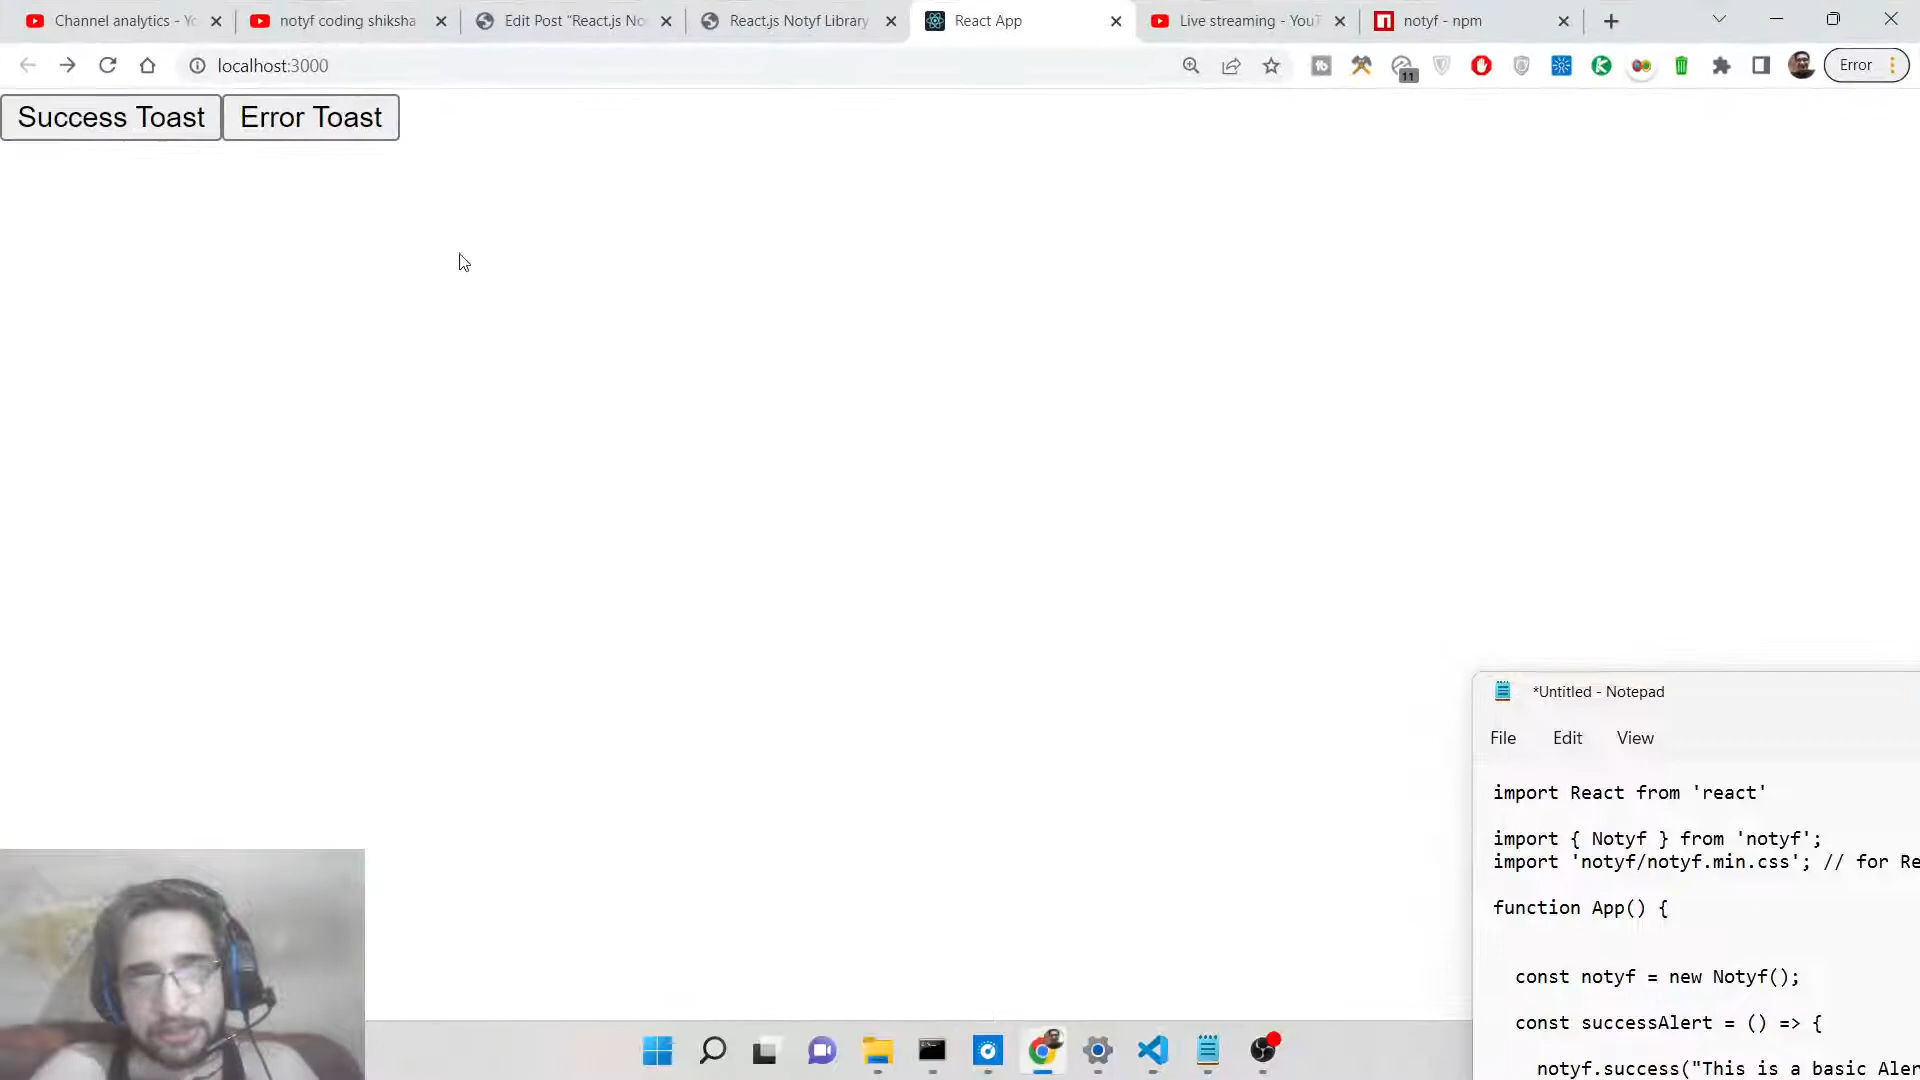 Channel analytics - Yo
notyf coding shiksha
Edit Post "React.js No
React.js Notyf Library
React App
Live streaming - YouT
notyf - npm
localhost:3000
11
Error
Success Toast
Error Toast
*Untitled - Notepad
File
Edit
View
import React from 'react'
import { Notyf } from 'notyf';
import 'notyf/notyf.min.css'; // for Re
function App() {
const notyf = new Notyf();
const successAlert = () => {
notyf.success("This is a basic Aler